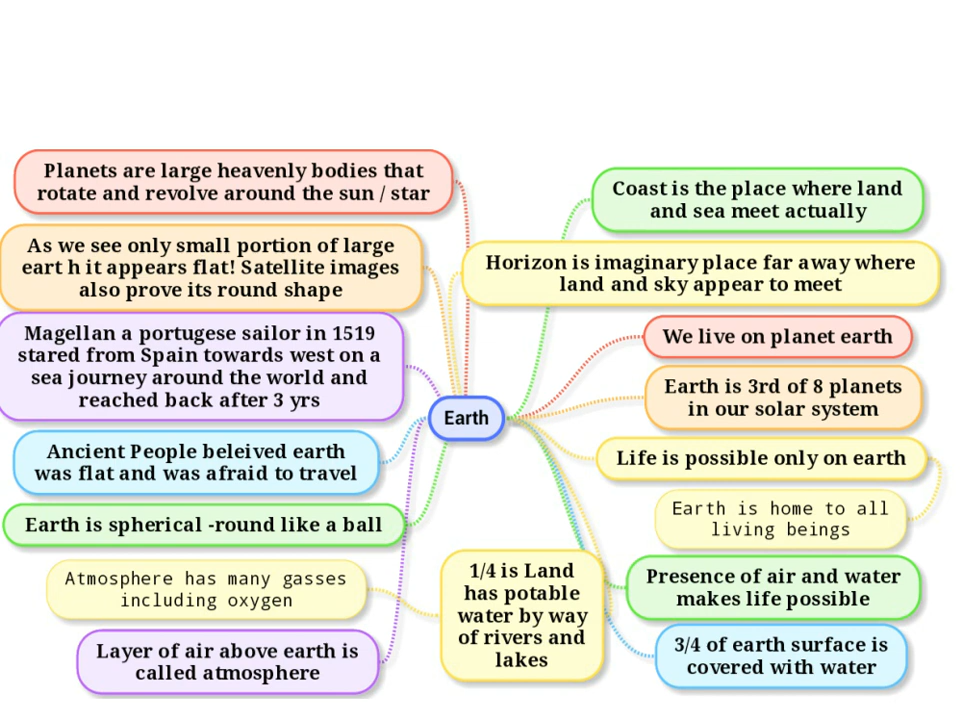 Planets are large heavenly bodies that
rotate and revolve around the sun / star
As we see only small portion of large
eart h it appears flat! Satellite images
also prove its round shape
Magellan a portugese sailor in 1519
stared from Spain towards west on a
sea journey around the world and
reached back after 3 yrs
Ancient People beleived earth
was flat and was afraid to travel
Earth is spherical -round like a ball
Atmosphere has many gasses
including oxygen
Layer of air above earth is
called atmosphere
Earth
1/4 is Land
has potable
water by way
of rivers and
lakes
Coast is the place where land
and sea meet actually
Horizon is imaginary place far away where
land and sky appear to meet
We live on planet earth
Earth is 3rd of 8 planets
in our solar system
Life is possible only on earth
Earth is home to all
living beings
Presence of air and water
makes life possible
3/4 of earth surface is
covered with water